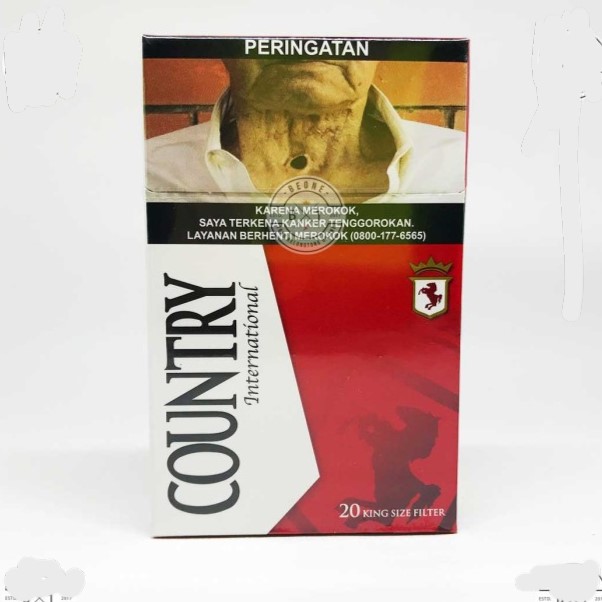 PERINGATAN
BEONE
KARENA MEROKOK,
SAYA TERKENA KANKER TENGGOROKAN.
LAYANAN BERHENTI MEROKOK (0800-177-6565)
COUNTRY
International
20 KING SIZE FILTER